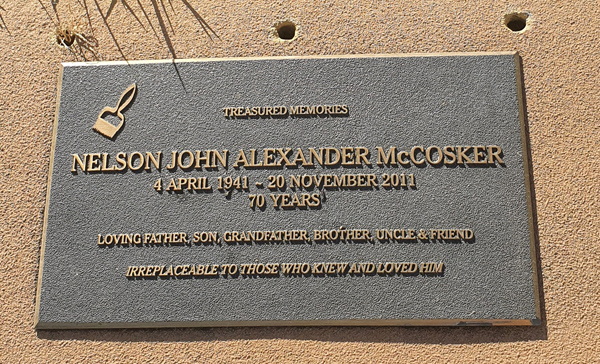 TREASURED MEMORIES
NELSON JOHN ALEXANDER McCOSKER
4 APRIL 1941 - 20 NOVEMBER 2011
70 YEARS
LOVING FATHER, SON, GRANDFATHER, BROTHER, UNCLE & FRIEND
IRREPLACEABLE TO THOSE WHO KNEW AND LOVED HIM